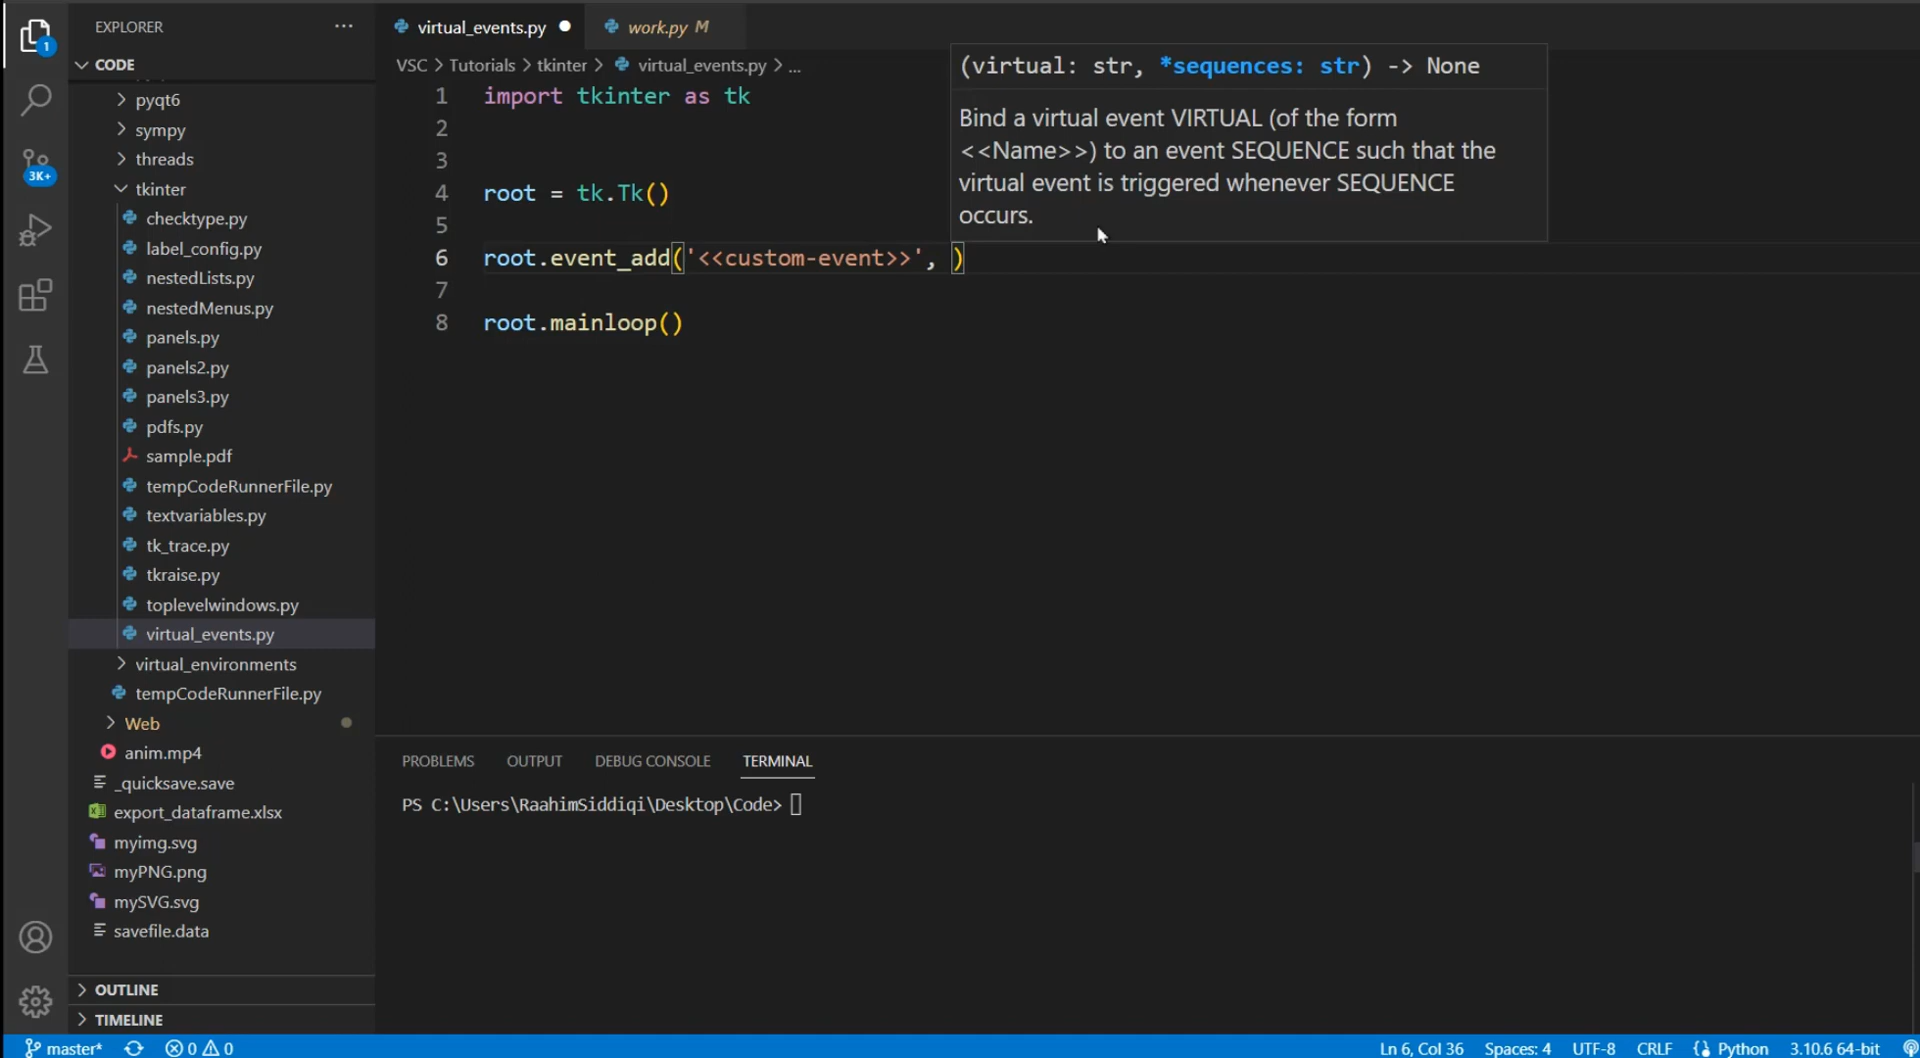 EXPLORER
···
virtual_events.py
work.py M
1
CODE
VSC > Tutorials > tkinter > virtual_events.py > ...
(virtual: str, *sequences: str) -> None
Bind a virtual event VIRTUAL (of the form
<<Name>>) to an event SEQUENCE such that the
virtual event is triggered whenever SEQUENCE
occurs.
1 import tkinter as tk
2
3
4 root = tk.Tk()
5
6 root.event_add('<<custom-event>>', )
7
8 root.mainloop()
3K+
pyqt6
sympy
threads
tkinter
checktype.py
label_config.py
nestedLists.py
nestedMenus.py
panels.py
panels2.py
panels3.py
pdfs.py
sample.pdf
tempCodeRunnerFile.py
textvariables.py
tk_trace.py
tkraise.py
toplevelwindows.py
virtual_events.py
virtual_environments
tempCodeRunnerFile.py
Web
anim.mp4
_quicksave.save
export_dataframe.xlsx
myimg.svg
myPNG.png
mySVG.svg
savefile.data
OUTLINE
TIMELINE
PROBLEMS OUTPUT DEBUG CONSOLE TERMINAL
PS C:\Users\RaahimSiddiqi\Desktop\Code>
master* 0 0 Ln 6, Col 36 Spaces: 4 UTF-8 CRLF Python 3.10.6 64-bit